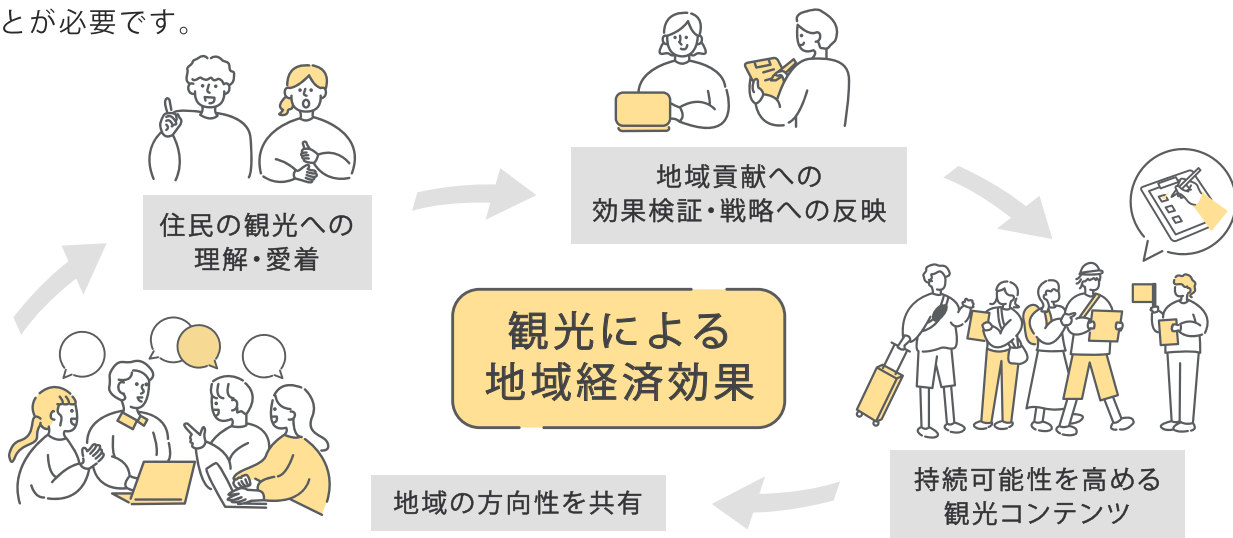 とが必要です。
地域貢献への
効果検証・戦略への反映
住民の観光への
理解・愛着
観光による
地域経済効果
持続可能性を高める
観光コンテンツ
地域の方向性を共有